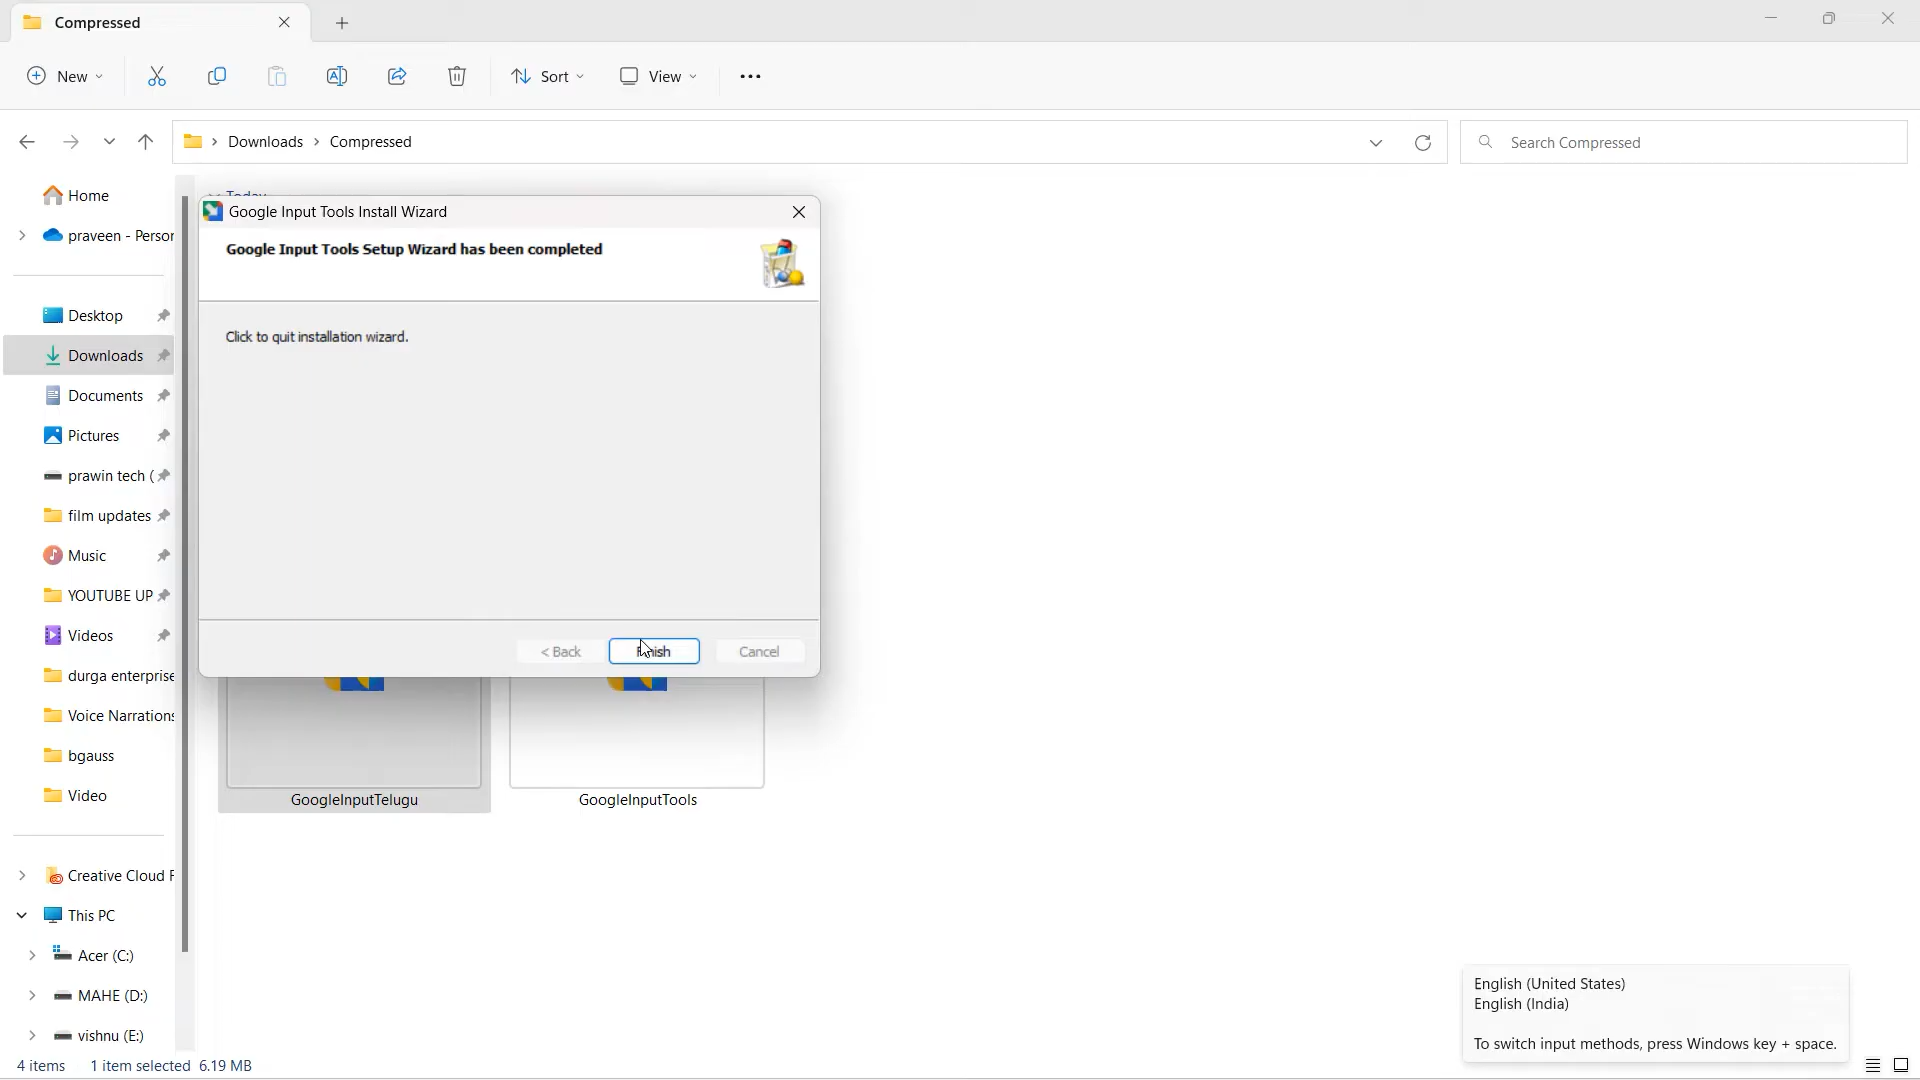 Compressed
New
Sort
View
Downloads
Compressed
Search Compressed
Home
praveen - Person
Desktop
Downloads
Documents
Pictures
prawin tech (
film updates
Music
YOUTUBE UP
Videos
durga enterprise
Voice Narrations
bgauss
Video
Creative Cloud F
This PC
Acer (C:)
MAHE (D:)
vishnu (E:)
4 items 1 item selected 6.19 MB
Today
Google Input Tools Install Wizard
Google Input Tools Setup Wizard has been completed
Click to quit installation wizard.
< Back
Finish
Cancel
GoogleInputTelugu
GoogleInputTools
English (United States)
English (India)
To switch input methods, press Windows key + space.